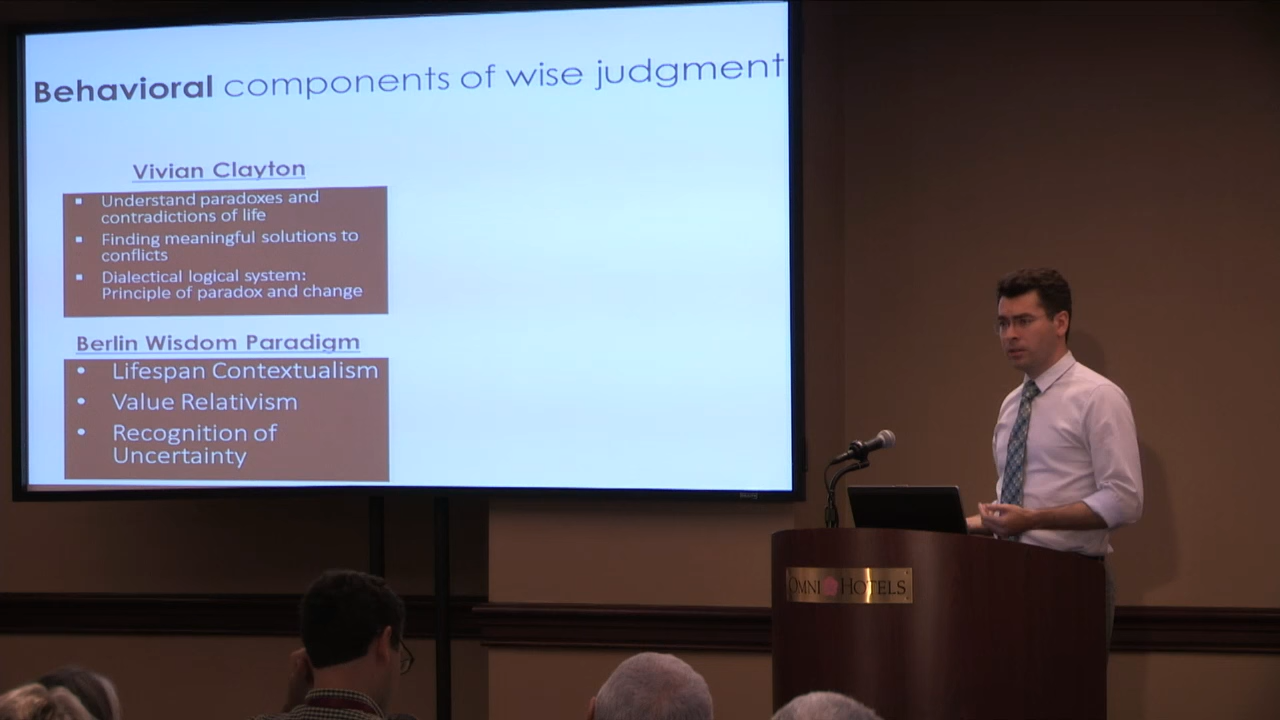 Behavioral components of wise judgment
Vivian Clayton
▪ Understand paradoxes and
contradictions of life
▪ Finding meaningful solutions to
conflicts
▪ Dialectical logical system:
Principle of paradox and change
Berlin Wisdom Paradigm
• Lifespan Contextualism
• Value Relativism
• Recognition of
Uncertainty
OMNI HOTELS